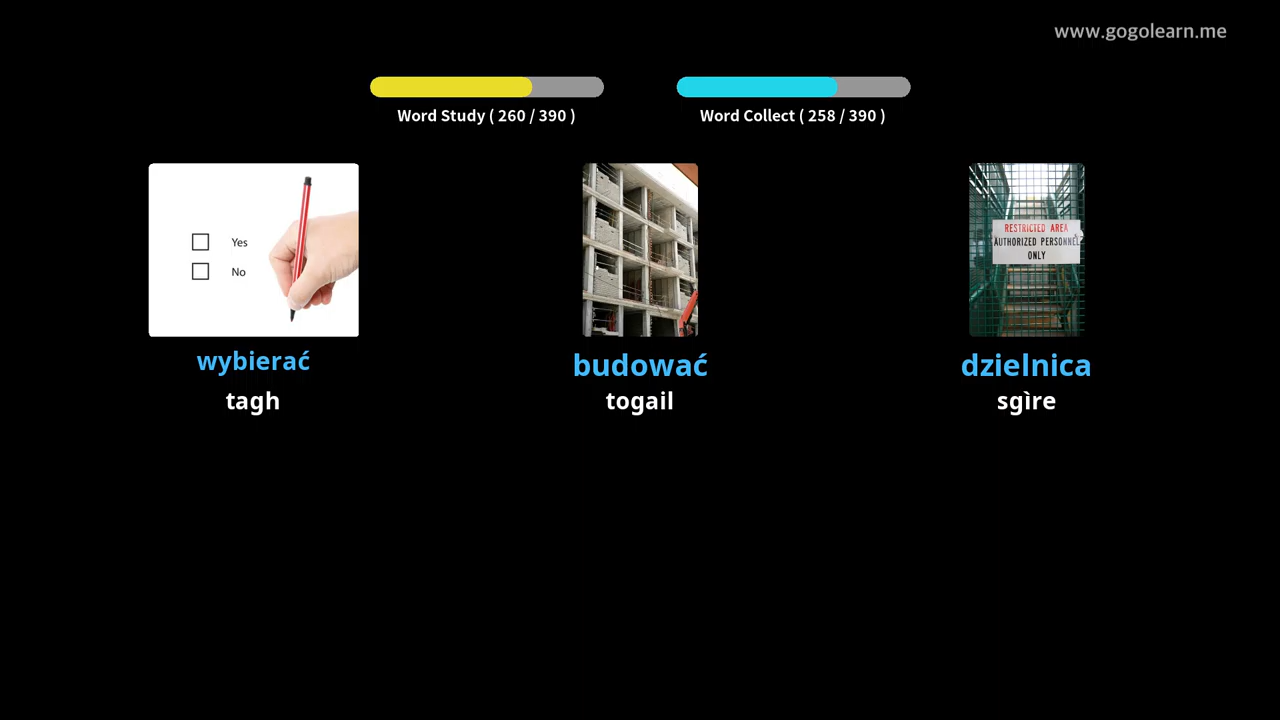 www.gogolearn.me
Word Study ( 260 / 390 )
Word Collect ( 258 / 390 )
Yes
No
RESTRICTED AREA
AUTHORIZED PERSONNEL
ONLY
wybierać
budować
dzielnica
tagh
togail
sgìre